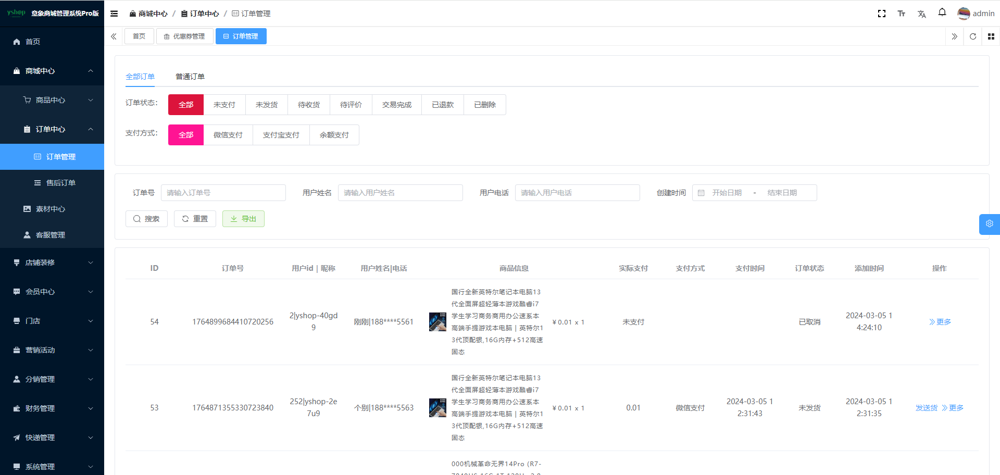 yshop 意象商城管理系统Pro版
商城中心 / 订单中心 / 订单管理
admin
首页
优惠券管理
订单管理
首页
商城中心
商品中心
订单中心
订单管理
售后订单
素材中心
客服管理
店铺装修
会员中心
门店
营销活动
分销管理
财务管理
快递管理
系统管理
全部订单 普通订单
订单状态： 全部 未支付 未发货 待收货 待评价 交易完成 已退款 已删除
支付方式： 全部 微信支付 支付宝支付 余额支付
订单号 请输入订单号 用户姓名 请输入用户姓名 用户电话 请输入用户电话 创建时间 开始日期 - 结束日期
搜索 重置 导出
ID 订单号 用户id | 昵称 用户姓名|电话 商品信息 实际支付 支付方式 支付时间 订单状态 添加时间 操作
54
1764899684410720256
2|yshop-40gd
9
刚刚|188****5561
国行全新英特尔笔记本电脑13
代全面屏超轻薄本游戏酷睿i7
学生学习商务商用办公速系本
高端手提游戏本电脑 | 英特尔1
3代顶配银,16G内存+512高速
固态
¥ 0.01 x 1
未支付
已取消
2024-03-05 1
4:24:10
更多
53
1764871355330723840
252|yshop-2e
7u9
个别|188****5563
国行全新英特尔笔记本电脑13
代全面屏超轻薄本游戏酷睿i7
学生学习商务商用办公速系本
高端手提游戏本电脑 | 英特尔1
3代顶配银,16G内存+512高速
固态
¥ 0.01 x 1
0.01
微信支付
2024-03-05 1
2:31:43
未发货
2024-03-05 1
2:31:35
发送货 更多
000机械革命无界14Pro (R7-